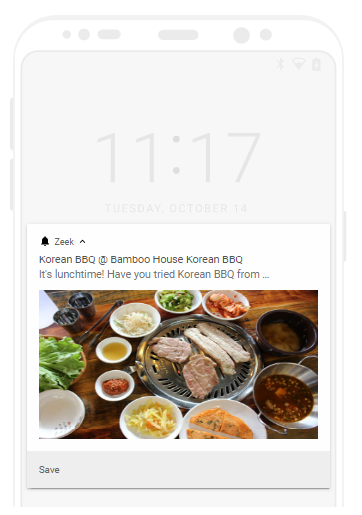 11:17
TUESDAY, OCTOBER 14
Zeek
Korean BBQ @ Bamboo House Korean BBQ
It's lunchtime! Have you tried Korean BBQ from ...
Save